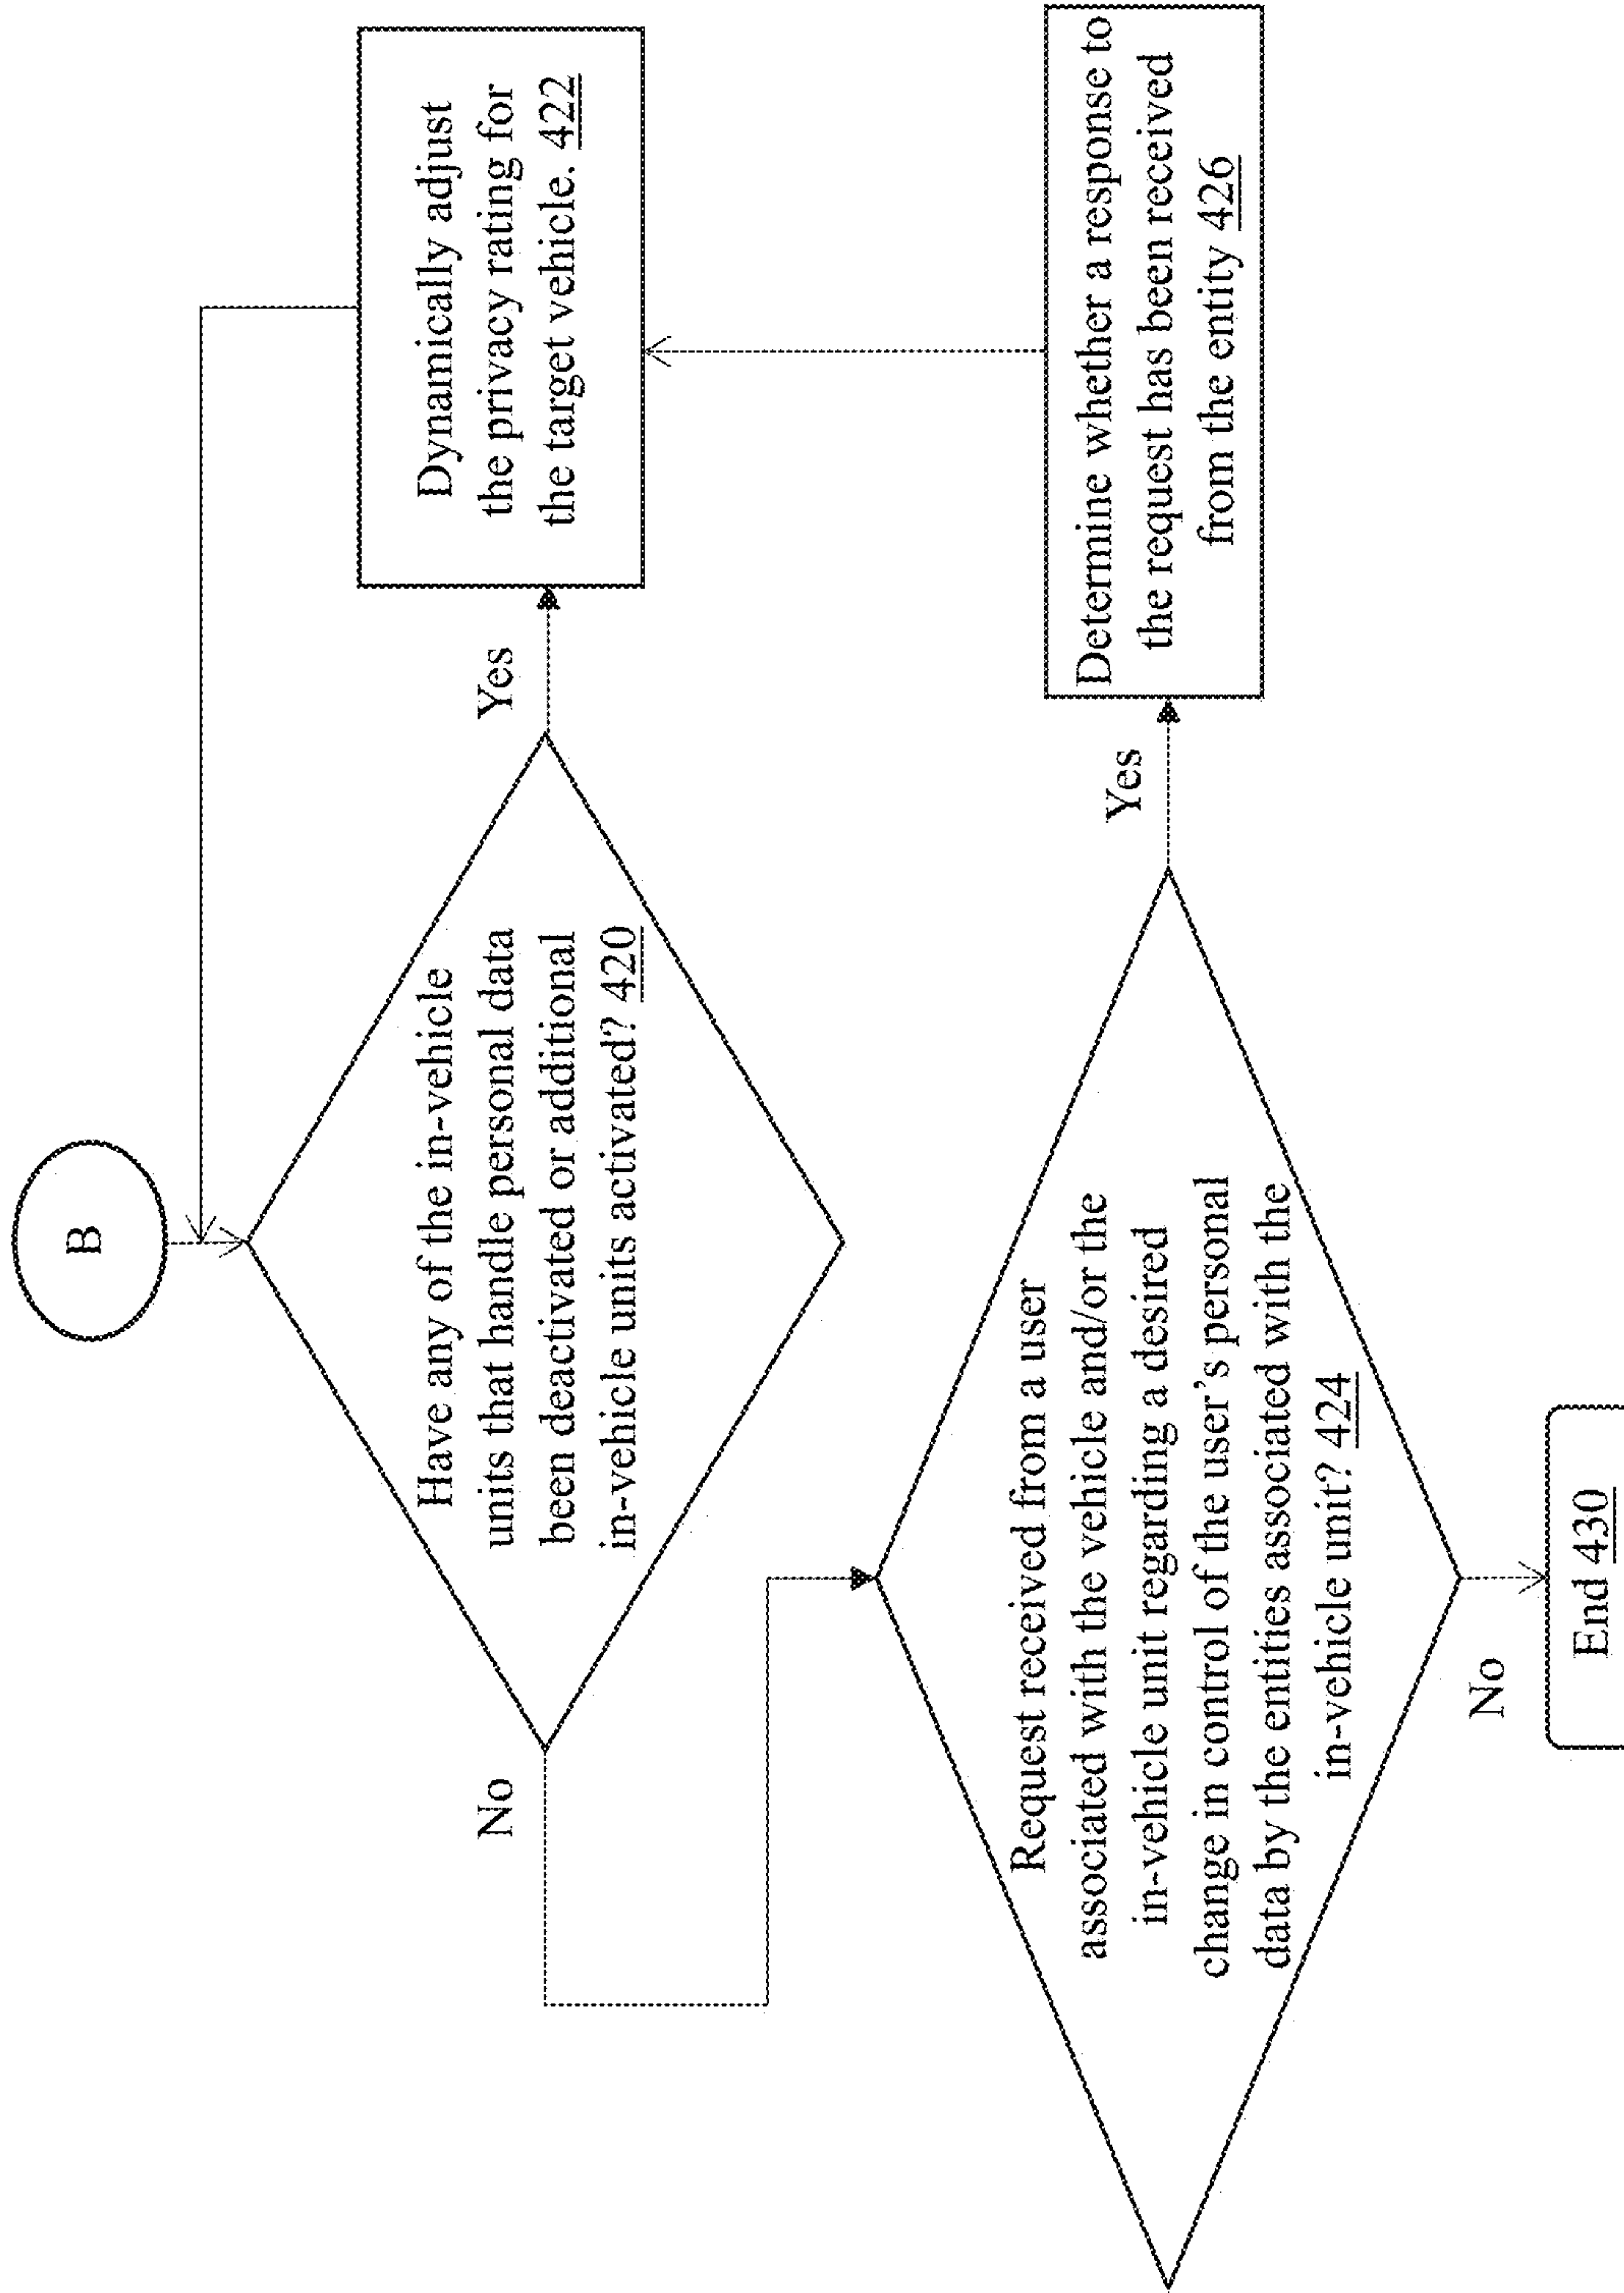 B
Have any of the in-vehicle
units that handle personal data
been deactivated or additional
in-vehicle units activated? 420
Yes
Dynamically adjust
the privacy rating for
the target vehicle. 422
No
Request received from a user
associated with the vehicle and/or the
in-vehicle unit regarding a desired
change in control of the user’s personal
data by the entities associated with the
in-vehicle unit? 424
Yes
Determine whether a response to
the request has been received
from the entity 426
No
End 430